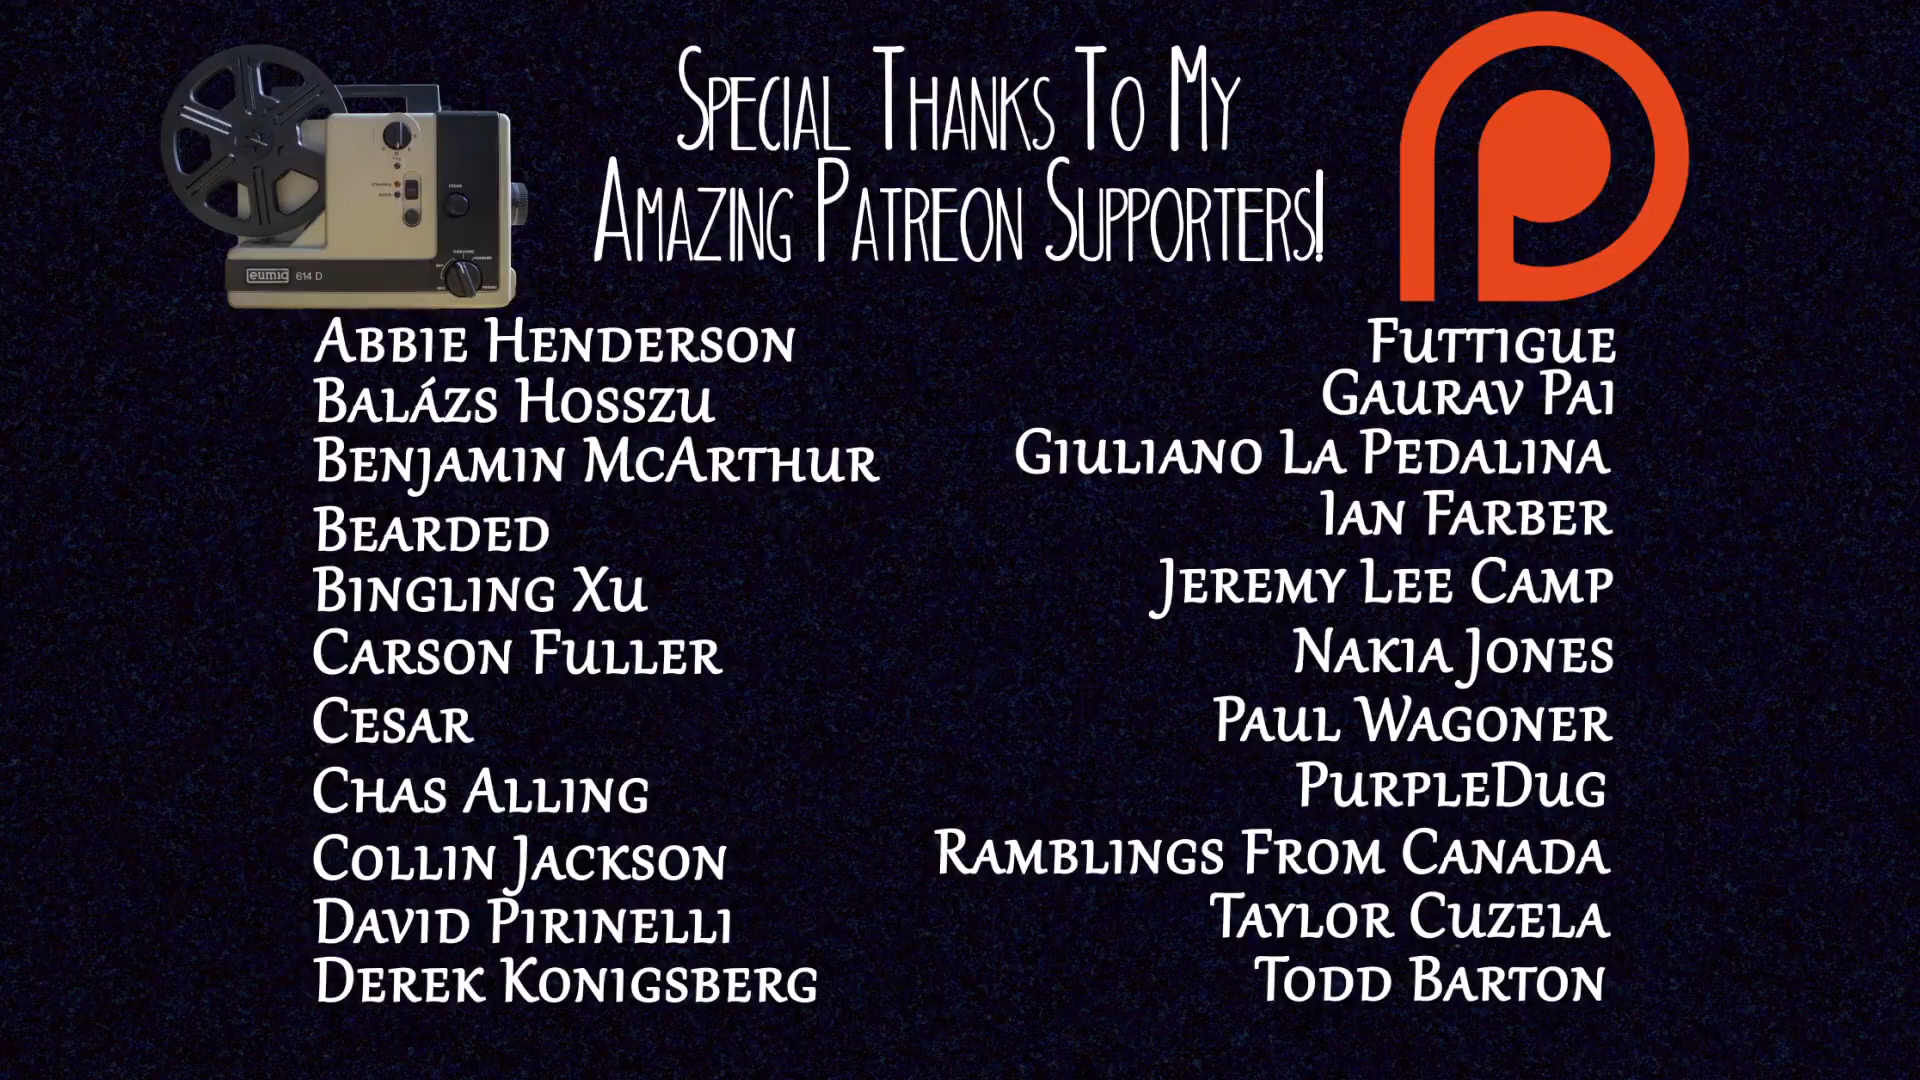 Special Thanks To My
Amazing Patreon Supporters!
eumig 614 D
Abbie Henderson
Balázs Hosszu
Benjamin McArthur
Bearded
Bingling Xu
Carson Fuller
Cesar
Chas Alling
Collin Jackson
David Pirinelli
Derek Konigsberg
Futtigue
Gaurav Pai
Giuliano La Pedalina
Ian Farber
Jeremy Lee Camp
Nakia Jones
Paul Wagoner
PurpleDug
Ramblings From Canada
Taylor Cuzela
Todd Barton